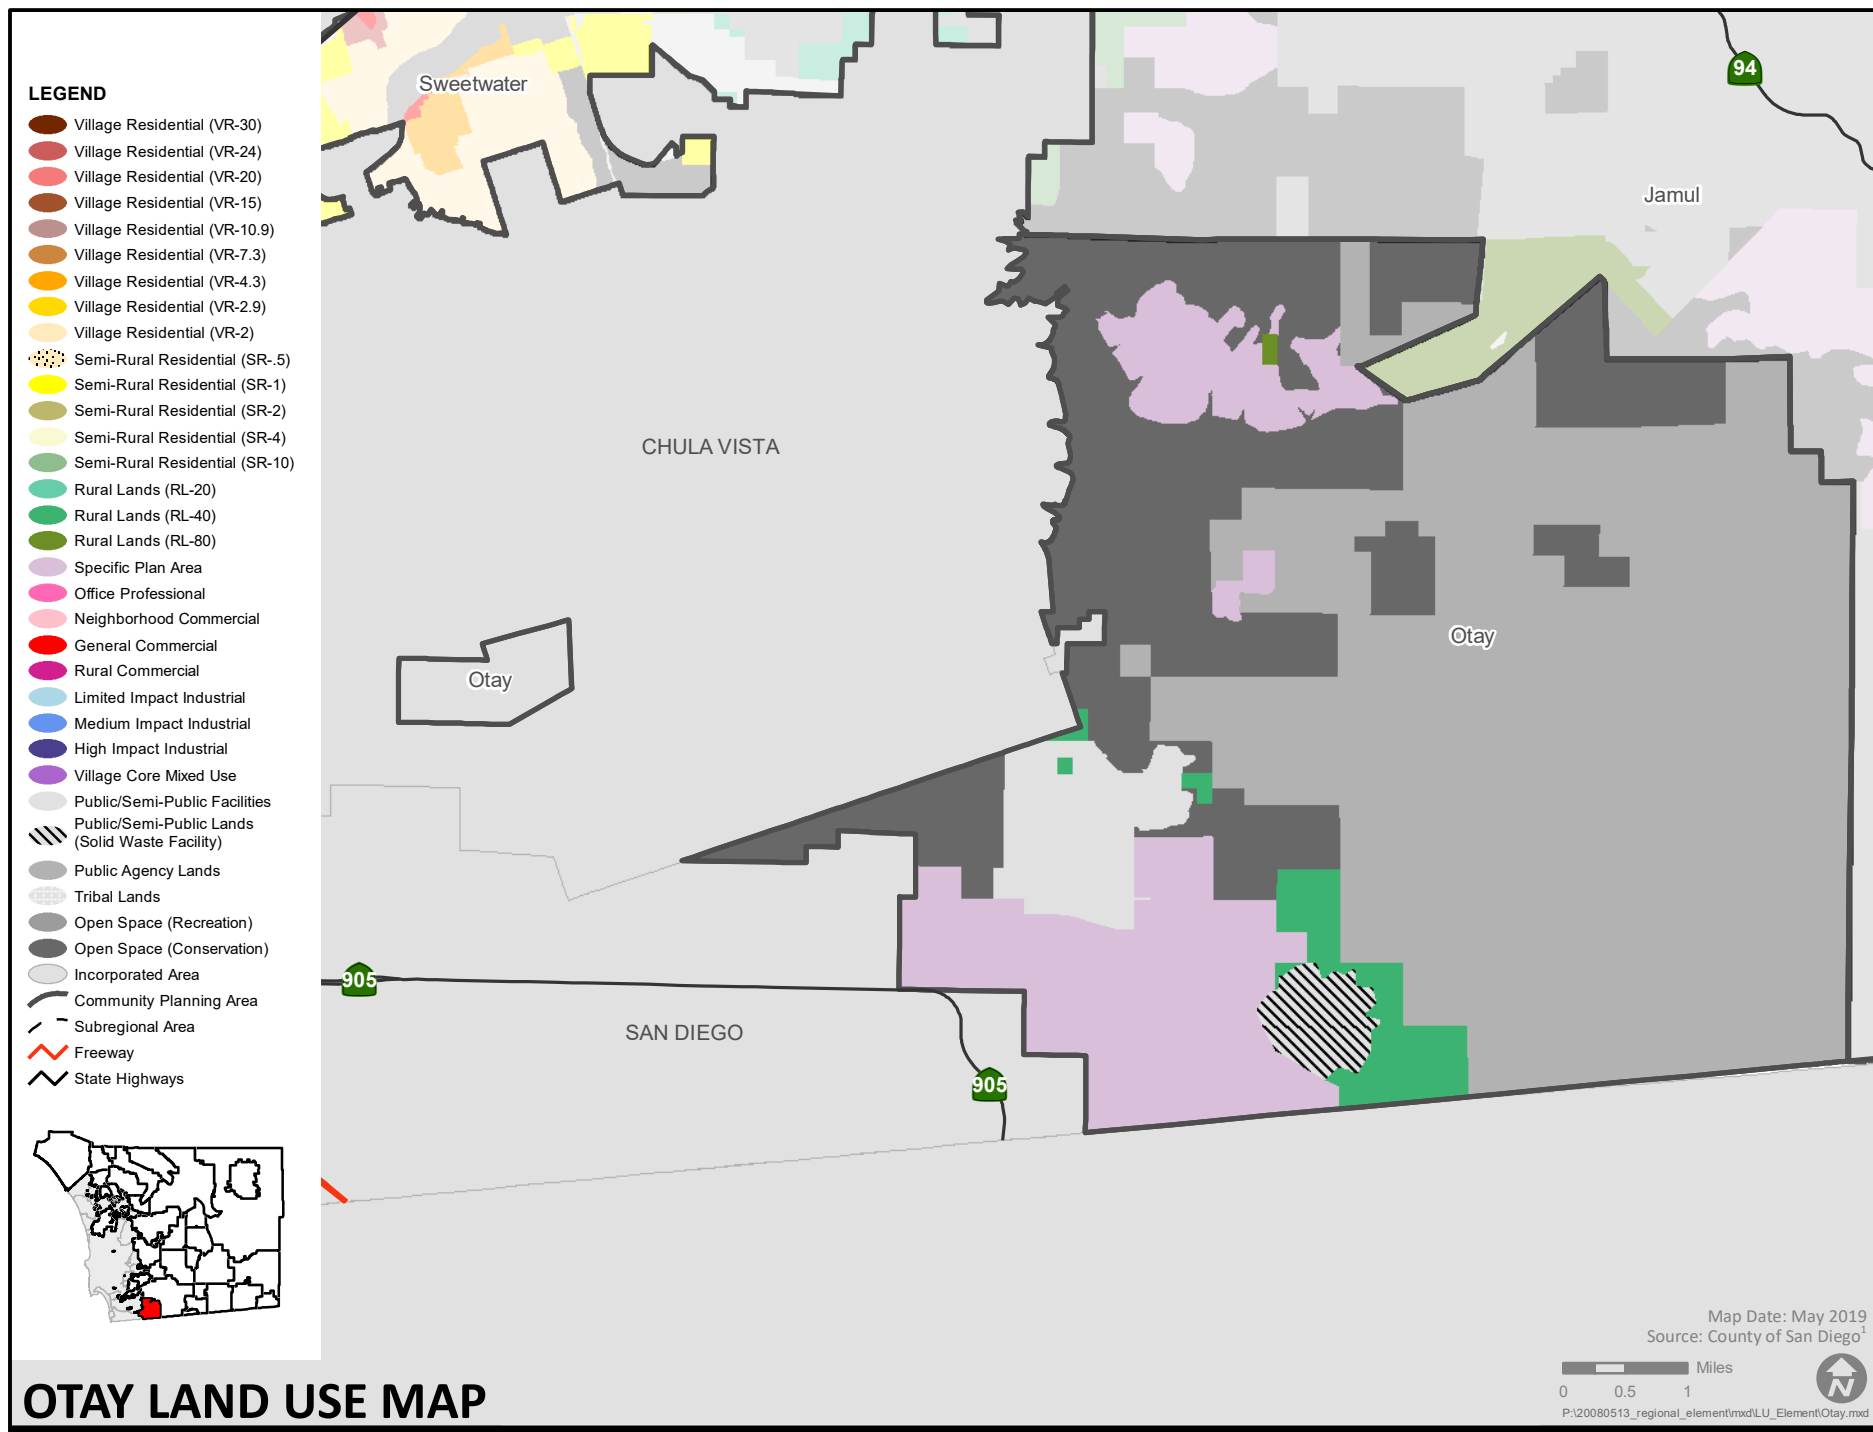 LEGEND
Village Residential (VR-30)
Village Residential (VR-24)
Village Residential (VR-20)
Village Residential (VR-15)
Village Residential (VR-10.9)
Village Residential (VR-7.3)
Village Residential (VR-4.3)
Village Residential (VR-2.9)
Village Residential (VR-2)
Semi-Rural Residential (SR-.5)
Semi-Rural Residential (SR-1)
Semi-Rural Residential (SR-2)
Semi-Rural Residential (SR-4)
Semi-Rural Residential (SR-10)
Rural Lands (RL-20)
Rural Lands (RL-40)
Rural Lands (RL-80)
Specific Plan Area
Office Professional
Neighborhood Commercial
General Commercial
Rural Commercial
Limited Impact Industrial
Medium Impact Industrial
High Impact Industrial
Village Core Mixed Use
Public/Semi-Public Facilities
Public/Semi-Public Lands
(Solid Waste Facility)
Public Agency Lands
Tribal Lands
Open Space (Recreation)
Open Space (Conservation)
Incorporated Area
Community Planning Area
Subregional Area
Freeway
State Highways
Sweetwater
94
Jamul
CHULA VISTA
Otay
Otay
905
SAN DIEGO
905
Map Date: May 2019
Source: County of San Diego1
Miles
0 0.5 1
N
P:\20080513_regional_element\mxd\LU_Element\Otay.mxd
OTAY LAND USE MAP